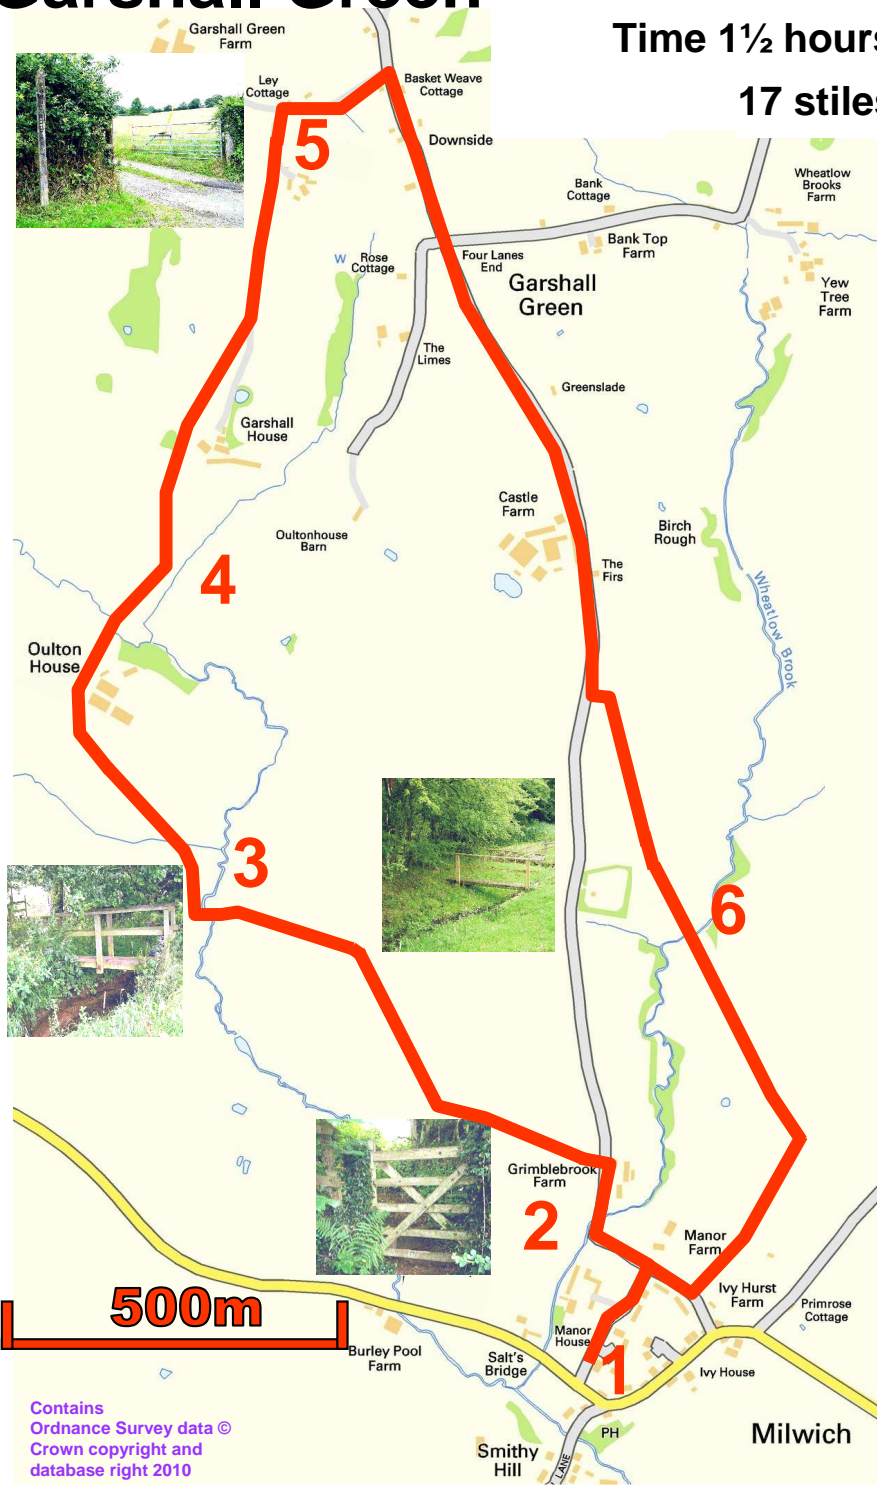 Garshall Green
Time 1½ hours
17 stiles
Garshall Green
Farm
Ley
Cottage
Basket Weave
Cottage
5
Downside
Bank
Cottage
Wheatlow
Brooks
Farm
W
Rose
Cottage
Four Lanes
End
Bank Top
Farm
Garshall
Green
Yew
Tree
Farm
The
Limes
Greenslade
Garshall
House
Castle
Farm
Birch
Rough
Oultonhouse
Barn
The
Firs
4
Wheatlow Brook
Oulton
House
3
6
Grimblebrook
Farm
2
Manor
Farm
Ivy Hurst
Farm
Primrose
Cottage
500m
Manor
House
Burley Pool
Farm
Salt's
Bridge
1
Ivy House
Contains
Ordnance Survey data ©
Crown copyright and
database right 2010
PH
Milwich
Smithy
Hill
LANE